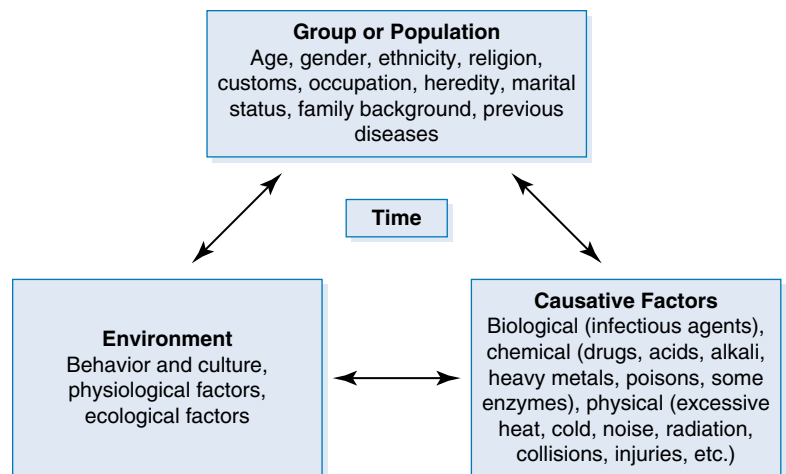 Group or Population
Age, gender, ethnicity, religion,
customs, occupation, heredity, marital
status, family background, previous
diseases
Time
Environment
Behavior and culture,
physiological factors,
ecological factors
Causative Factors
Biological (infectious agents),
chemical (drugs, acids, alkali,
heavy metals, poisons, some
enzymes), physical (excessive
heat, cold, noise, radiation,
collisions, injuries, etc.)